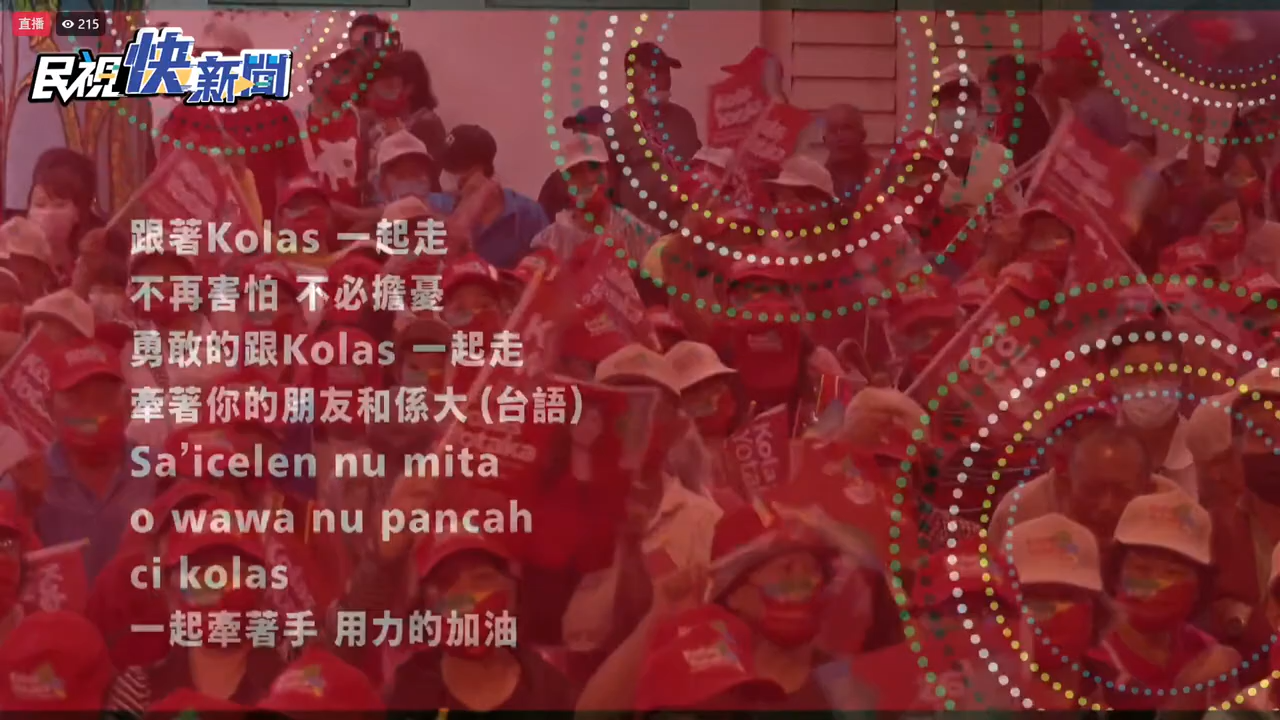 直播 215
民視快新聞
跟著Kolas 一起走
不再害怕 不必擔憂
勇敢的跟Kolas 一起走
牽著你的朋友和係大(台語)
Sa’icelen nu mita
o wawa nu pancah
ci kolas
一起牽著手 用力的加油